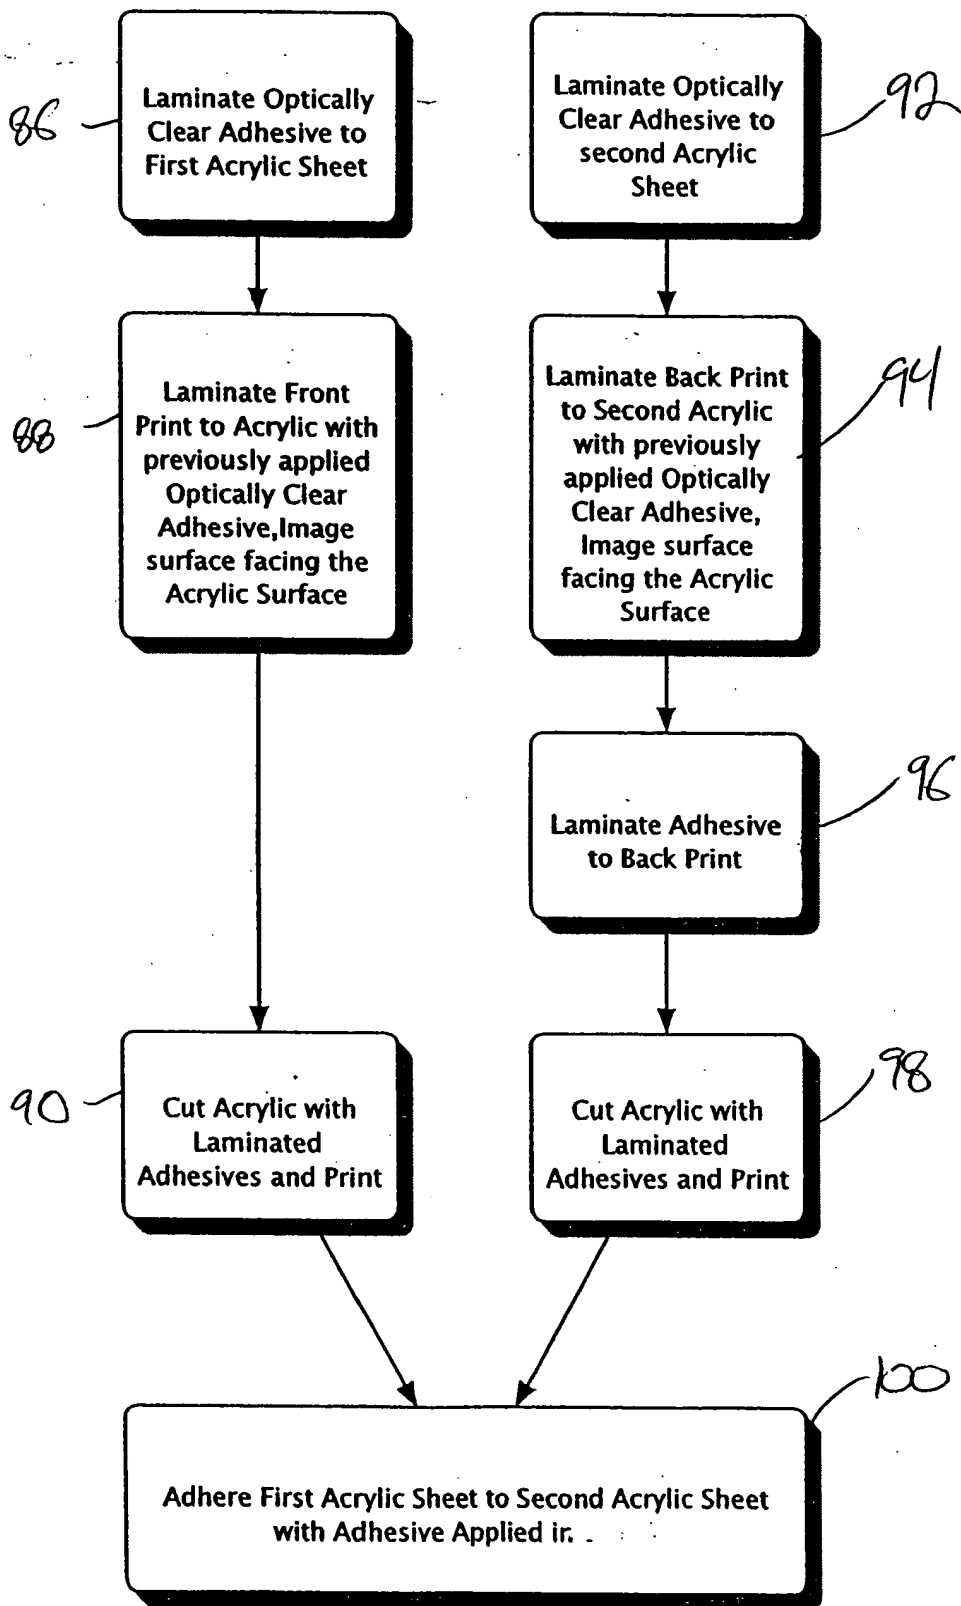 86
Laminate Optically
Clear Adhesive to
First Acrylic Sheet
92
Laminate Optically
Clear Adhesive to
second Acrylic
Sheet
88
Laminate Front
Print to Acrylic with
previously applied
Optically Clear
Adhesive,Image
surface facing the
Acrylic Surface
94
Laminate Back Print
to Second Acrylic
with previously
applied Optically
Clear Adhesive,
Image surface
facing the Acrylic
Surface
96
Laminate Adhesive
to Back Print
90
Cut Acrylic with
Laminated
Adhesives and Print
98
Cut Acrylic with
Laminated
Adhesives and Print
100
Adhere First Acrylic Sheet to Second Acrylic Sheet
with Adhesive Applied